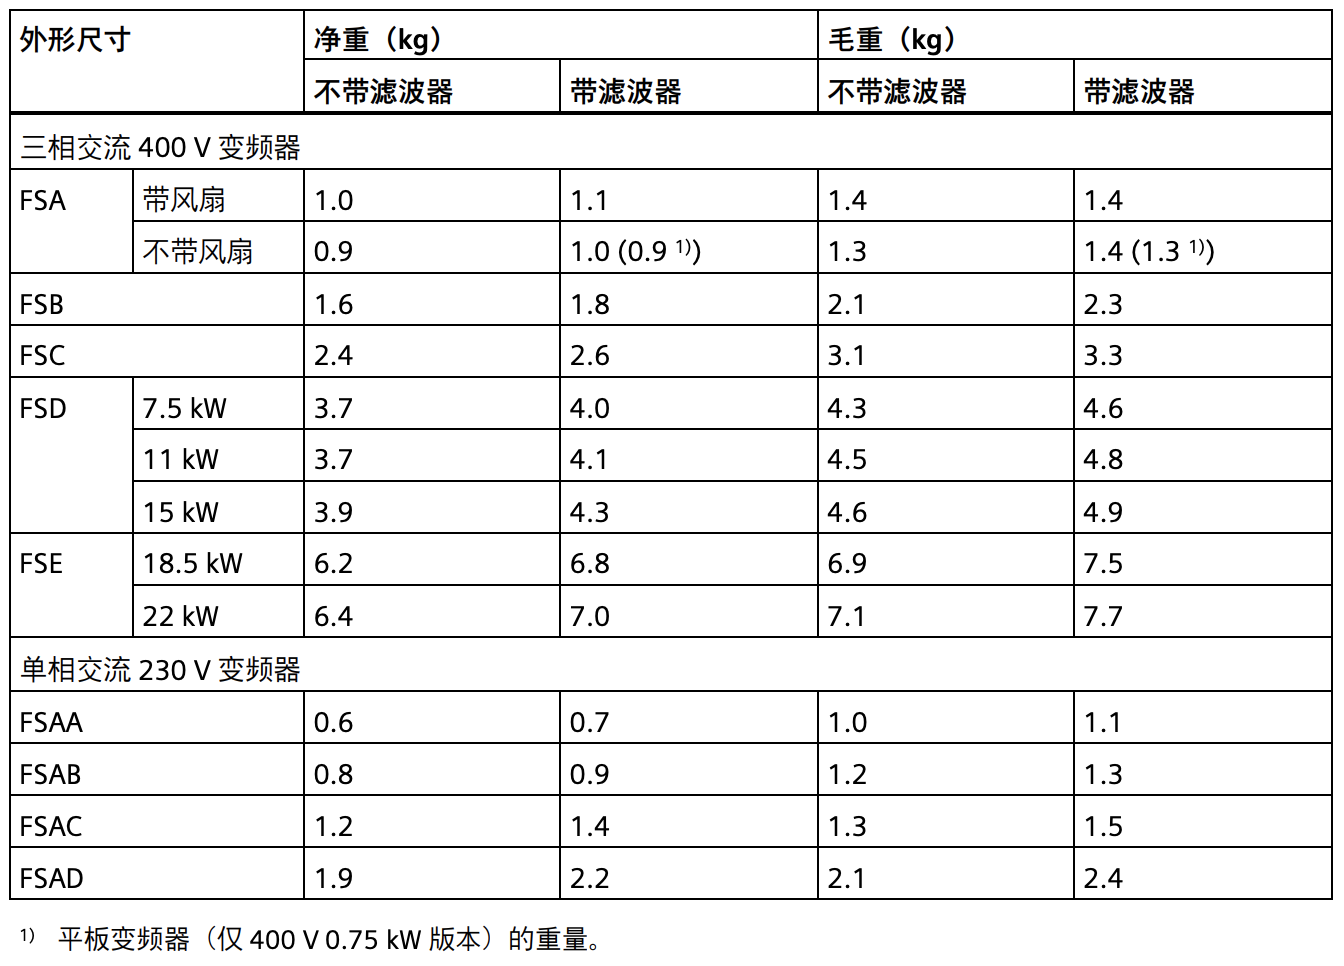 外形尺寸 净重（kg） 毛重（kg）
不带滤波器 带滤波器 不带滤波器 带滤波器
三相交流 400 V 变频器
FSA 带风扇 1.0 1.1 1.4 1.4
不带风扇 0.9 1.0 (0.9 ¹⁾) 1.3 1.4 (1.3 ¹⁾)
FSB 1.6 1.8 2.1 2.3
FSC 2.4 2.6 3.1 3.3
FSD 7.5 kW 3.7 4.0 4.3 4.6
11 kW 3.7 4.1 4.5 4.8
15 kW 3.9 4.3 4.6 4.9
FSE 18.5 kW 6.2 6.8 6.9 7.5
22 kW 6.4 7.0 7.1 7.7
单相交流 230 V 变频器
FSAA 0.6 0.7 1.0 1.1
FSAB 0.8 0.9 1.2 1.3
FSAC 1.2 1.4 1.3 1.5
FSAD 1.9 2.2 2.1 2.4
¹⁾ 平板变频器（仅 400 V 0.75 kW 版本）的重量。